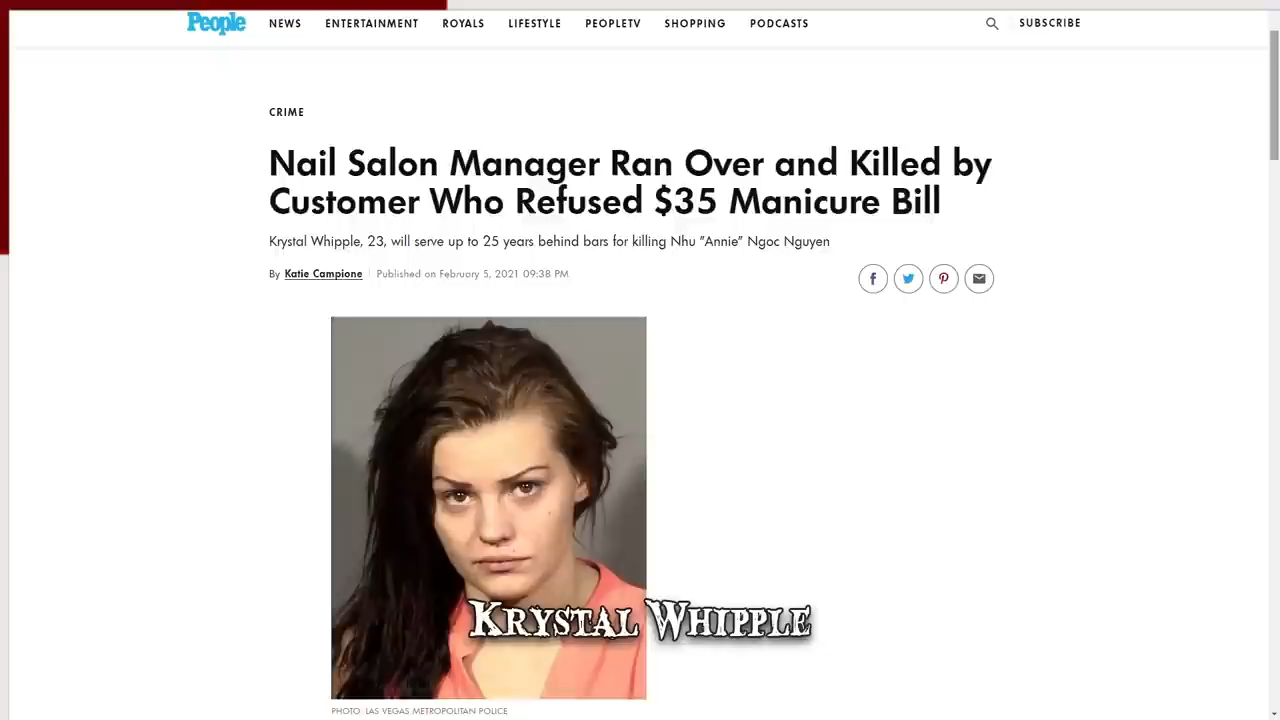 People NEWS ENTERTAINMENT ROYALS LIFESTYLE PEOPLETV SHOPPING PODCASTS SUBSCRIBE
CRIME
Nail Salon Manager Ran Over and Killed by
Customer Who Refused $35 Manicure Bill
Krystal Whipple, 23, will serve up to 25 years behind bars for killing Nhu "Annie" Ngoc Nguyen
By Katie Campione | Published on February 5, 2021 09:38 PM
KRYSTAL WHIPPLE
PHOTO: LAS VEGAS METROPOLITAN POLICE